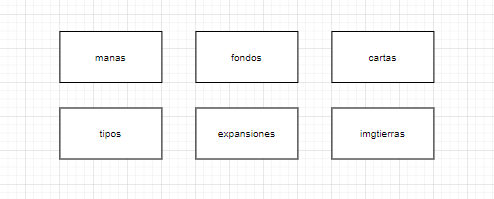 manas
fondos
cartas
tipos
expansiones
imgtierras